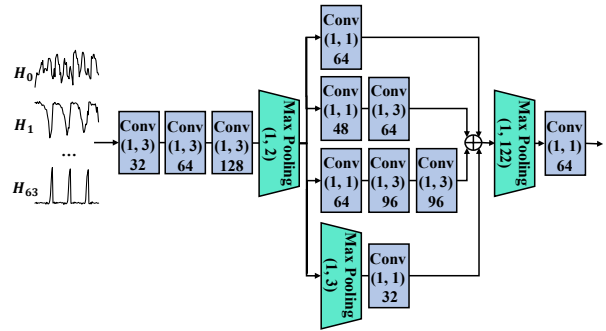 H0
H1
...
H63
Conv
(1, 3)
32
Conv
(1, 3)
64
Conv
(1, 3)
128
Max Pooling
(1, 2)
Conv
(1, 1)
64
Conv
(1, 1)
48
Conv
(1, 3)
64
Conv
(1, 1)
64
Conv
(1, 3)
96
Conv
(1, 3)
96
Max Pooling
(1, 3)
Conv
(1, 1)
32
Max Pooling
(1, 122)
Conv
(1, 1)
64